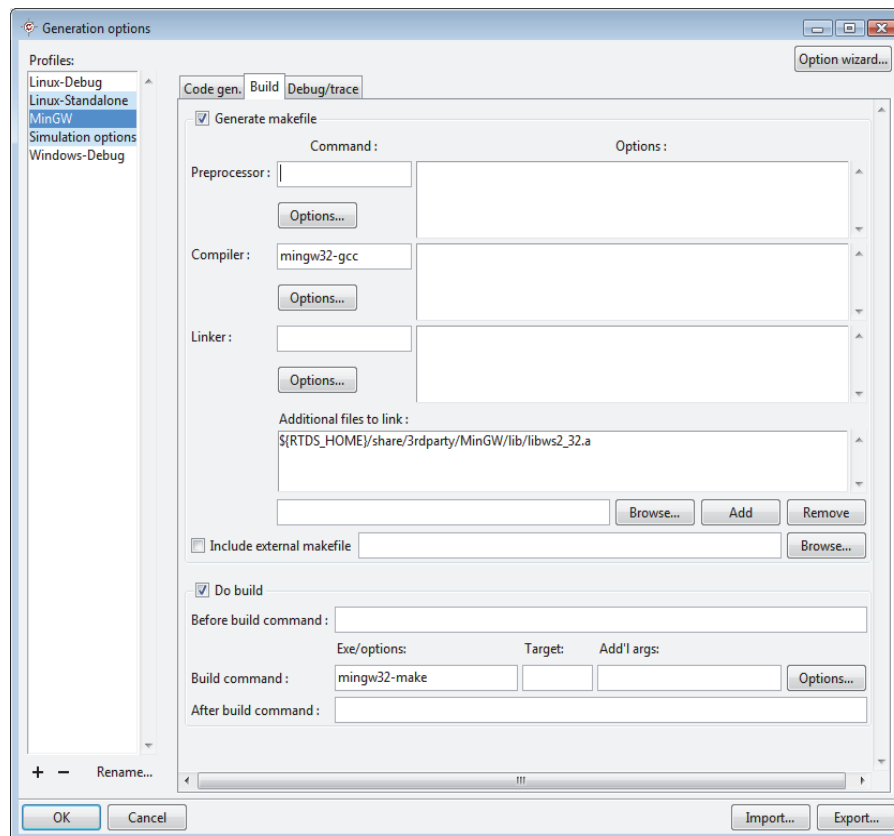 Generation options
Profiles:
Option wizard...
Linux-Debug
Linux-Standalone
MinGW
Simulation options
Windows-Debug
Code gen. Build Debug/trace
Generate makefile
Command : Options :
Preprocessor :
Options...
Compiler : mingw32-gcc
Options...
Linker :
Options...
Additional files to link :
${RTDS_HOME}/share/3rdparty/MinGW/lib/libws2_32.a
Browse... Add Remove
Include external makefile Browse...
Do build
Before build command :
Exe/options: Target: Add'l args:
Build command : mingw32-make Options...
After build command :
+ − Rename...
OK Cancel Import... Export...